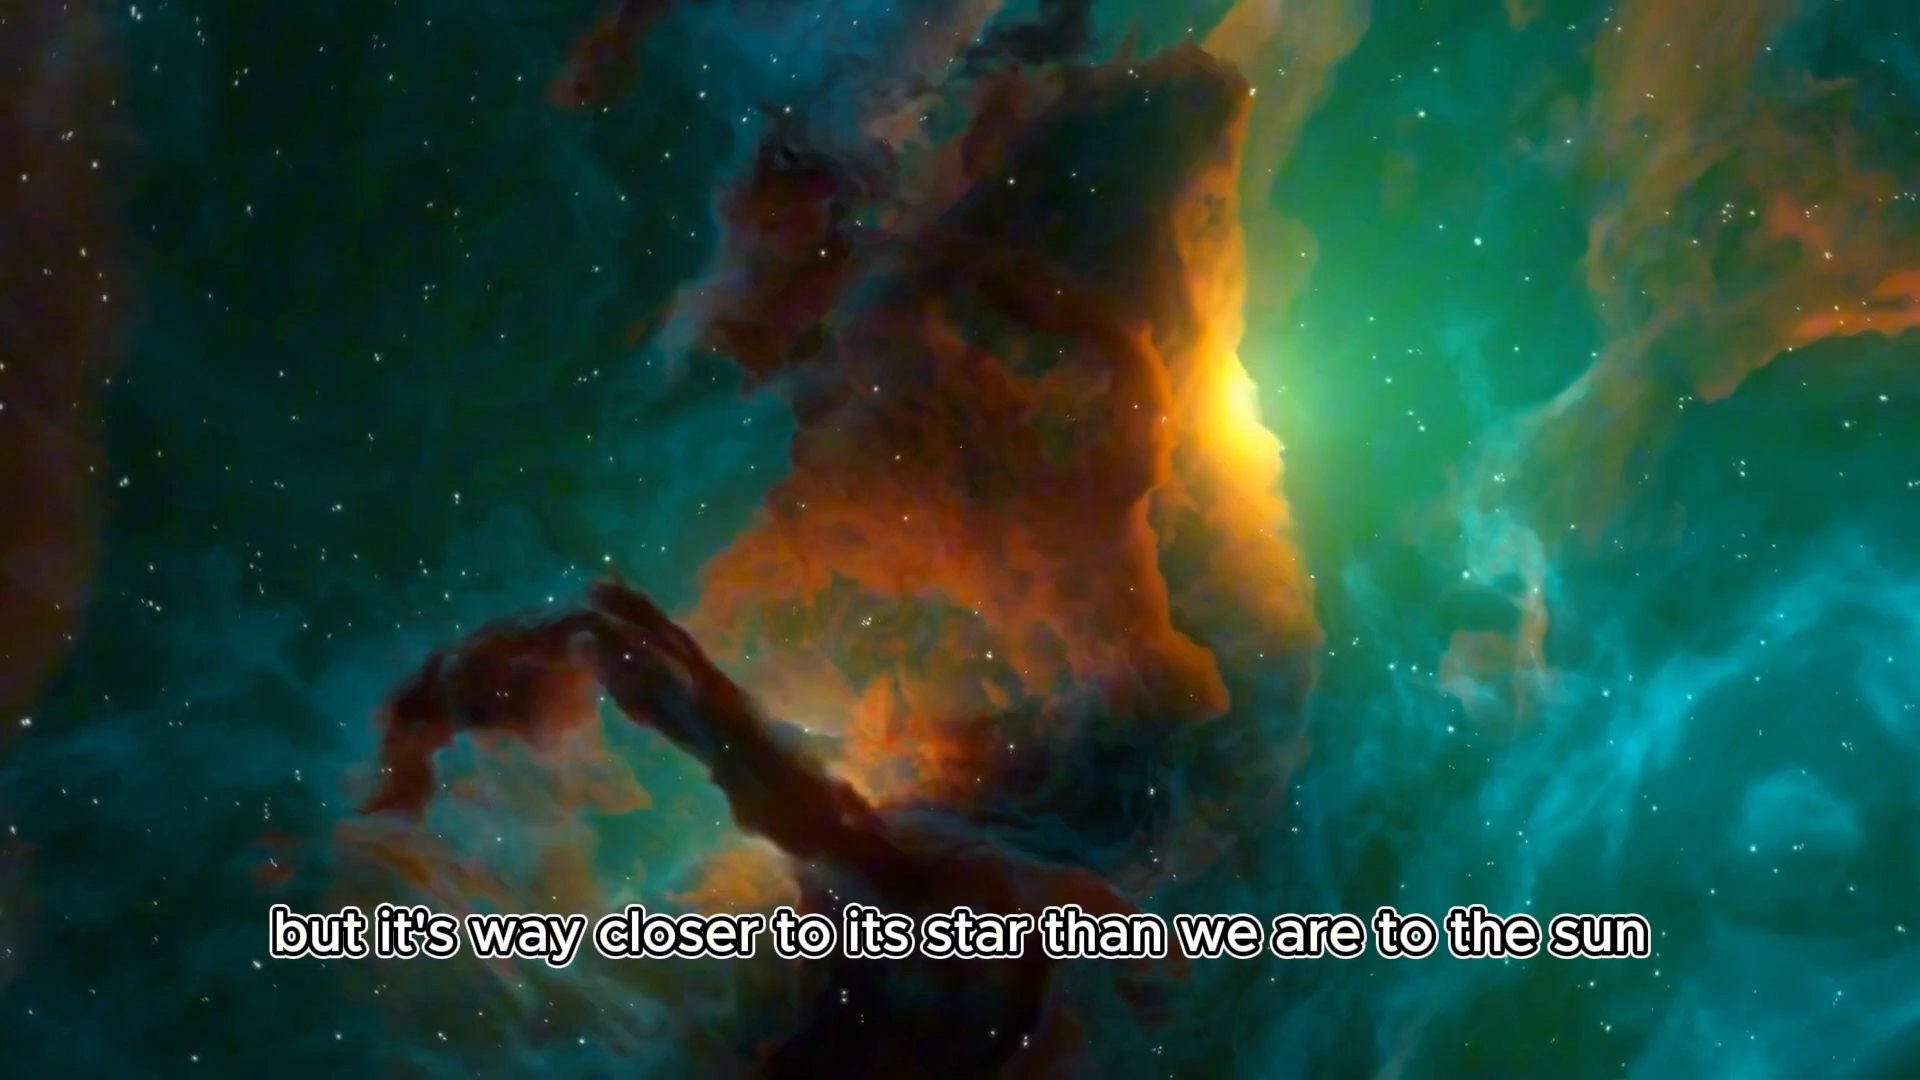 but it's way closer to its star than we are to the sun